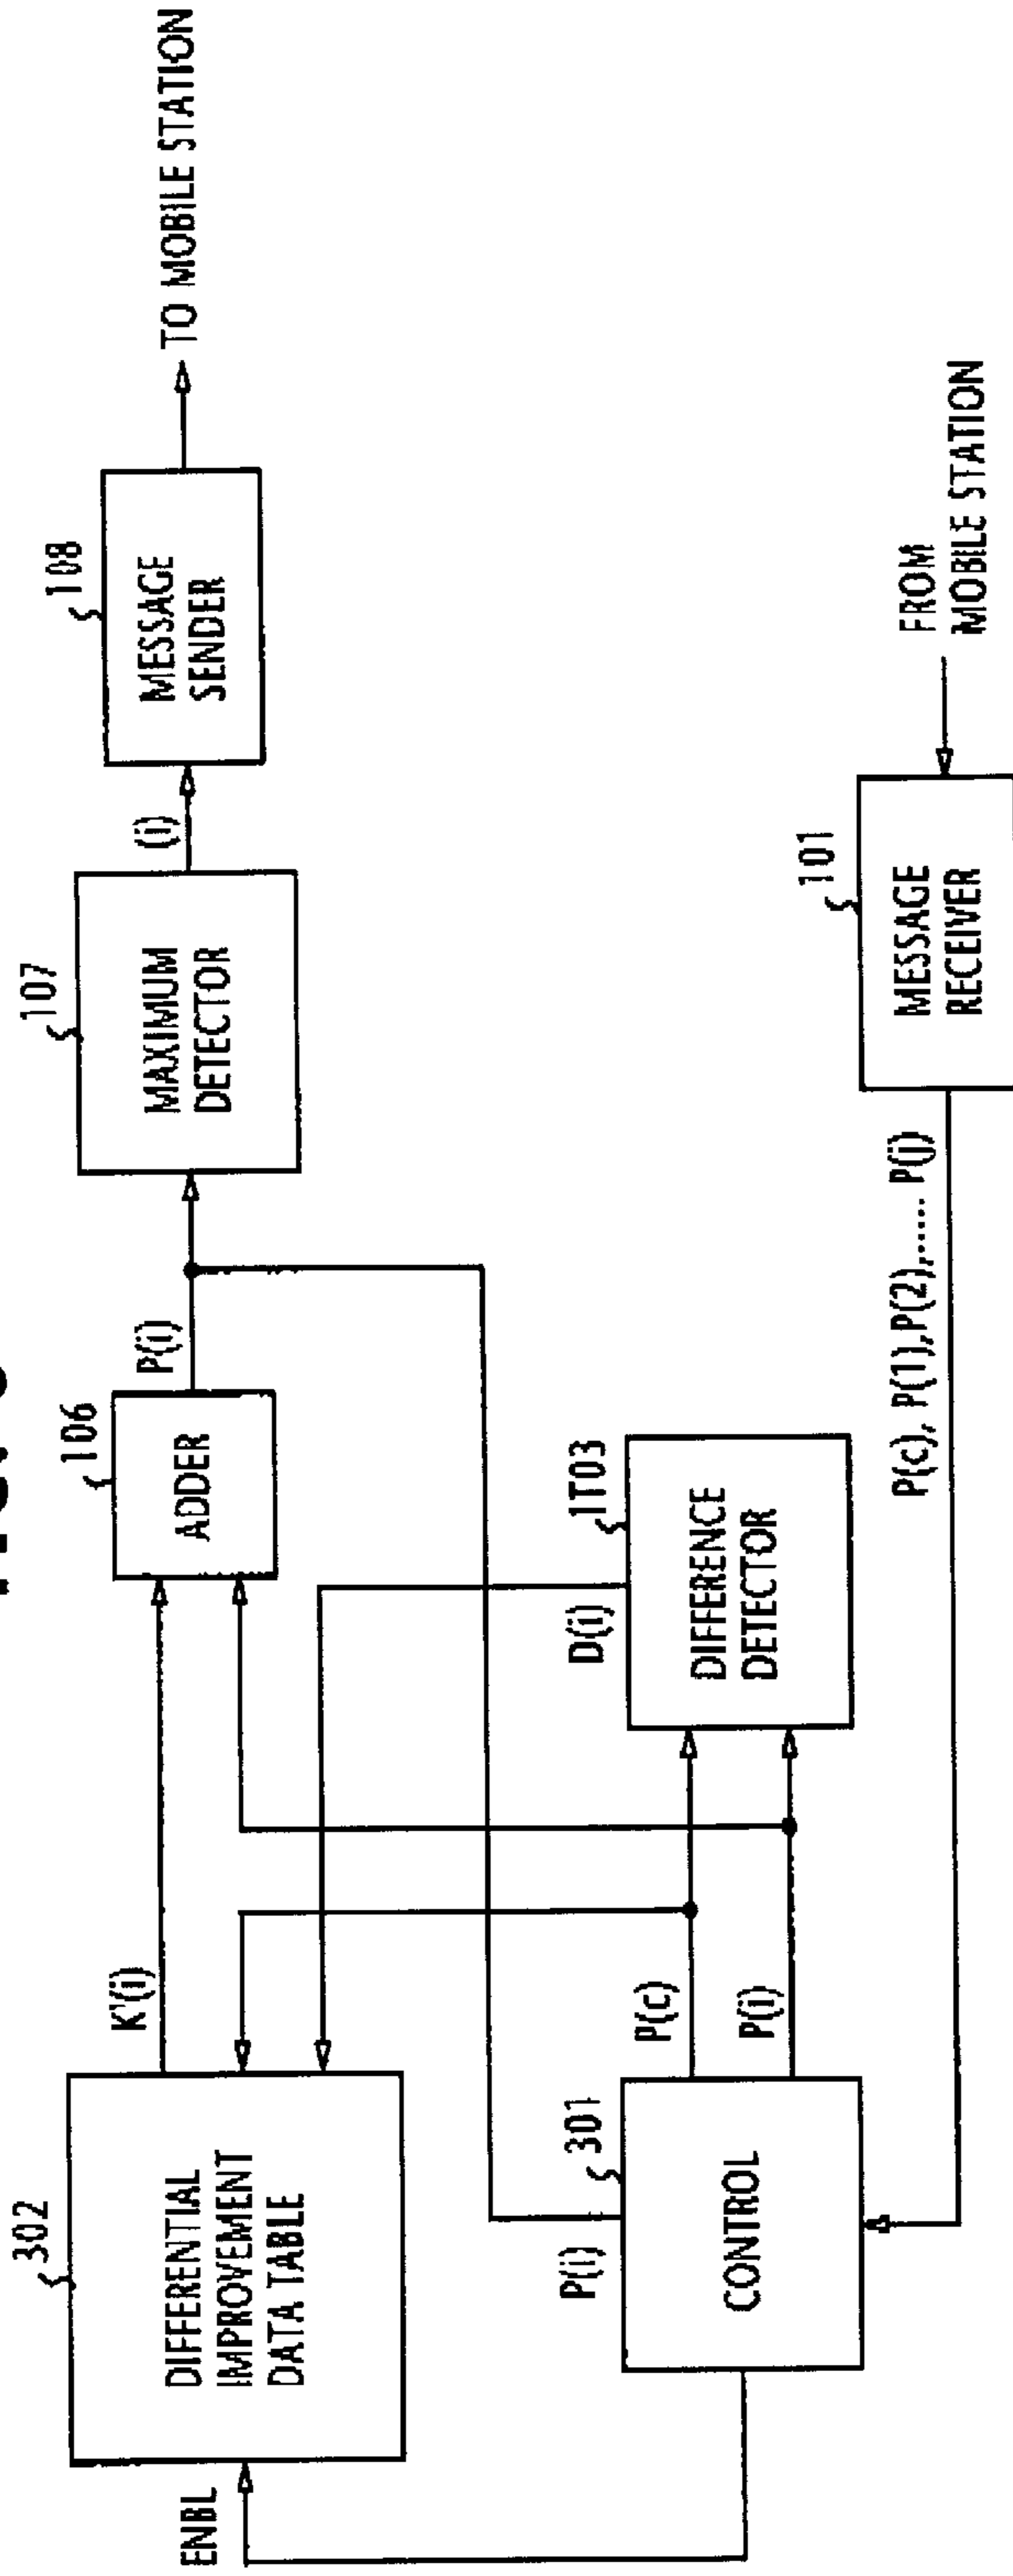 302
DIFFERENTIAL
IMPROVEMENT
DATA TABLE
ENBL
K'(i)
106
ADDER
P(i)
107
MAXIMUM
DETECTOR
(i)
108
MESSAGE
SENDER
TO MOBILE STATION
P(i)
301
CONTROL
P(c)
P(i)
D(i)
1T03
DIFFERENCE
DETECTOR
P(c), P(1),P(2),..... P(j)
101
MESSAGE
RECEIVER
FROM
MOBILE STATION